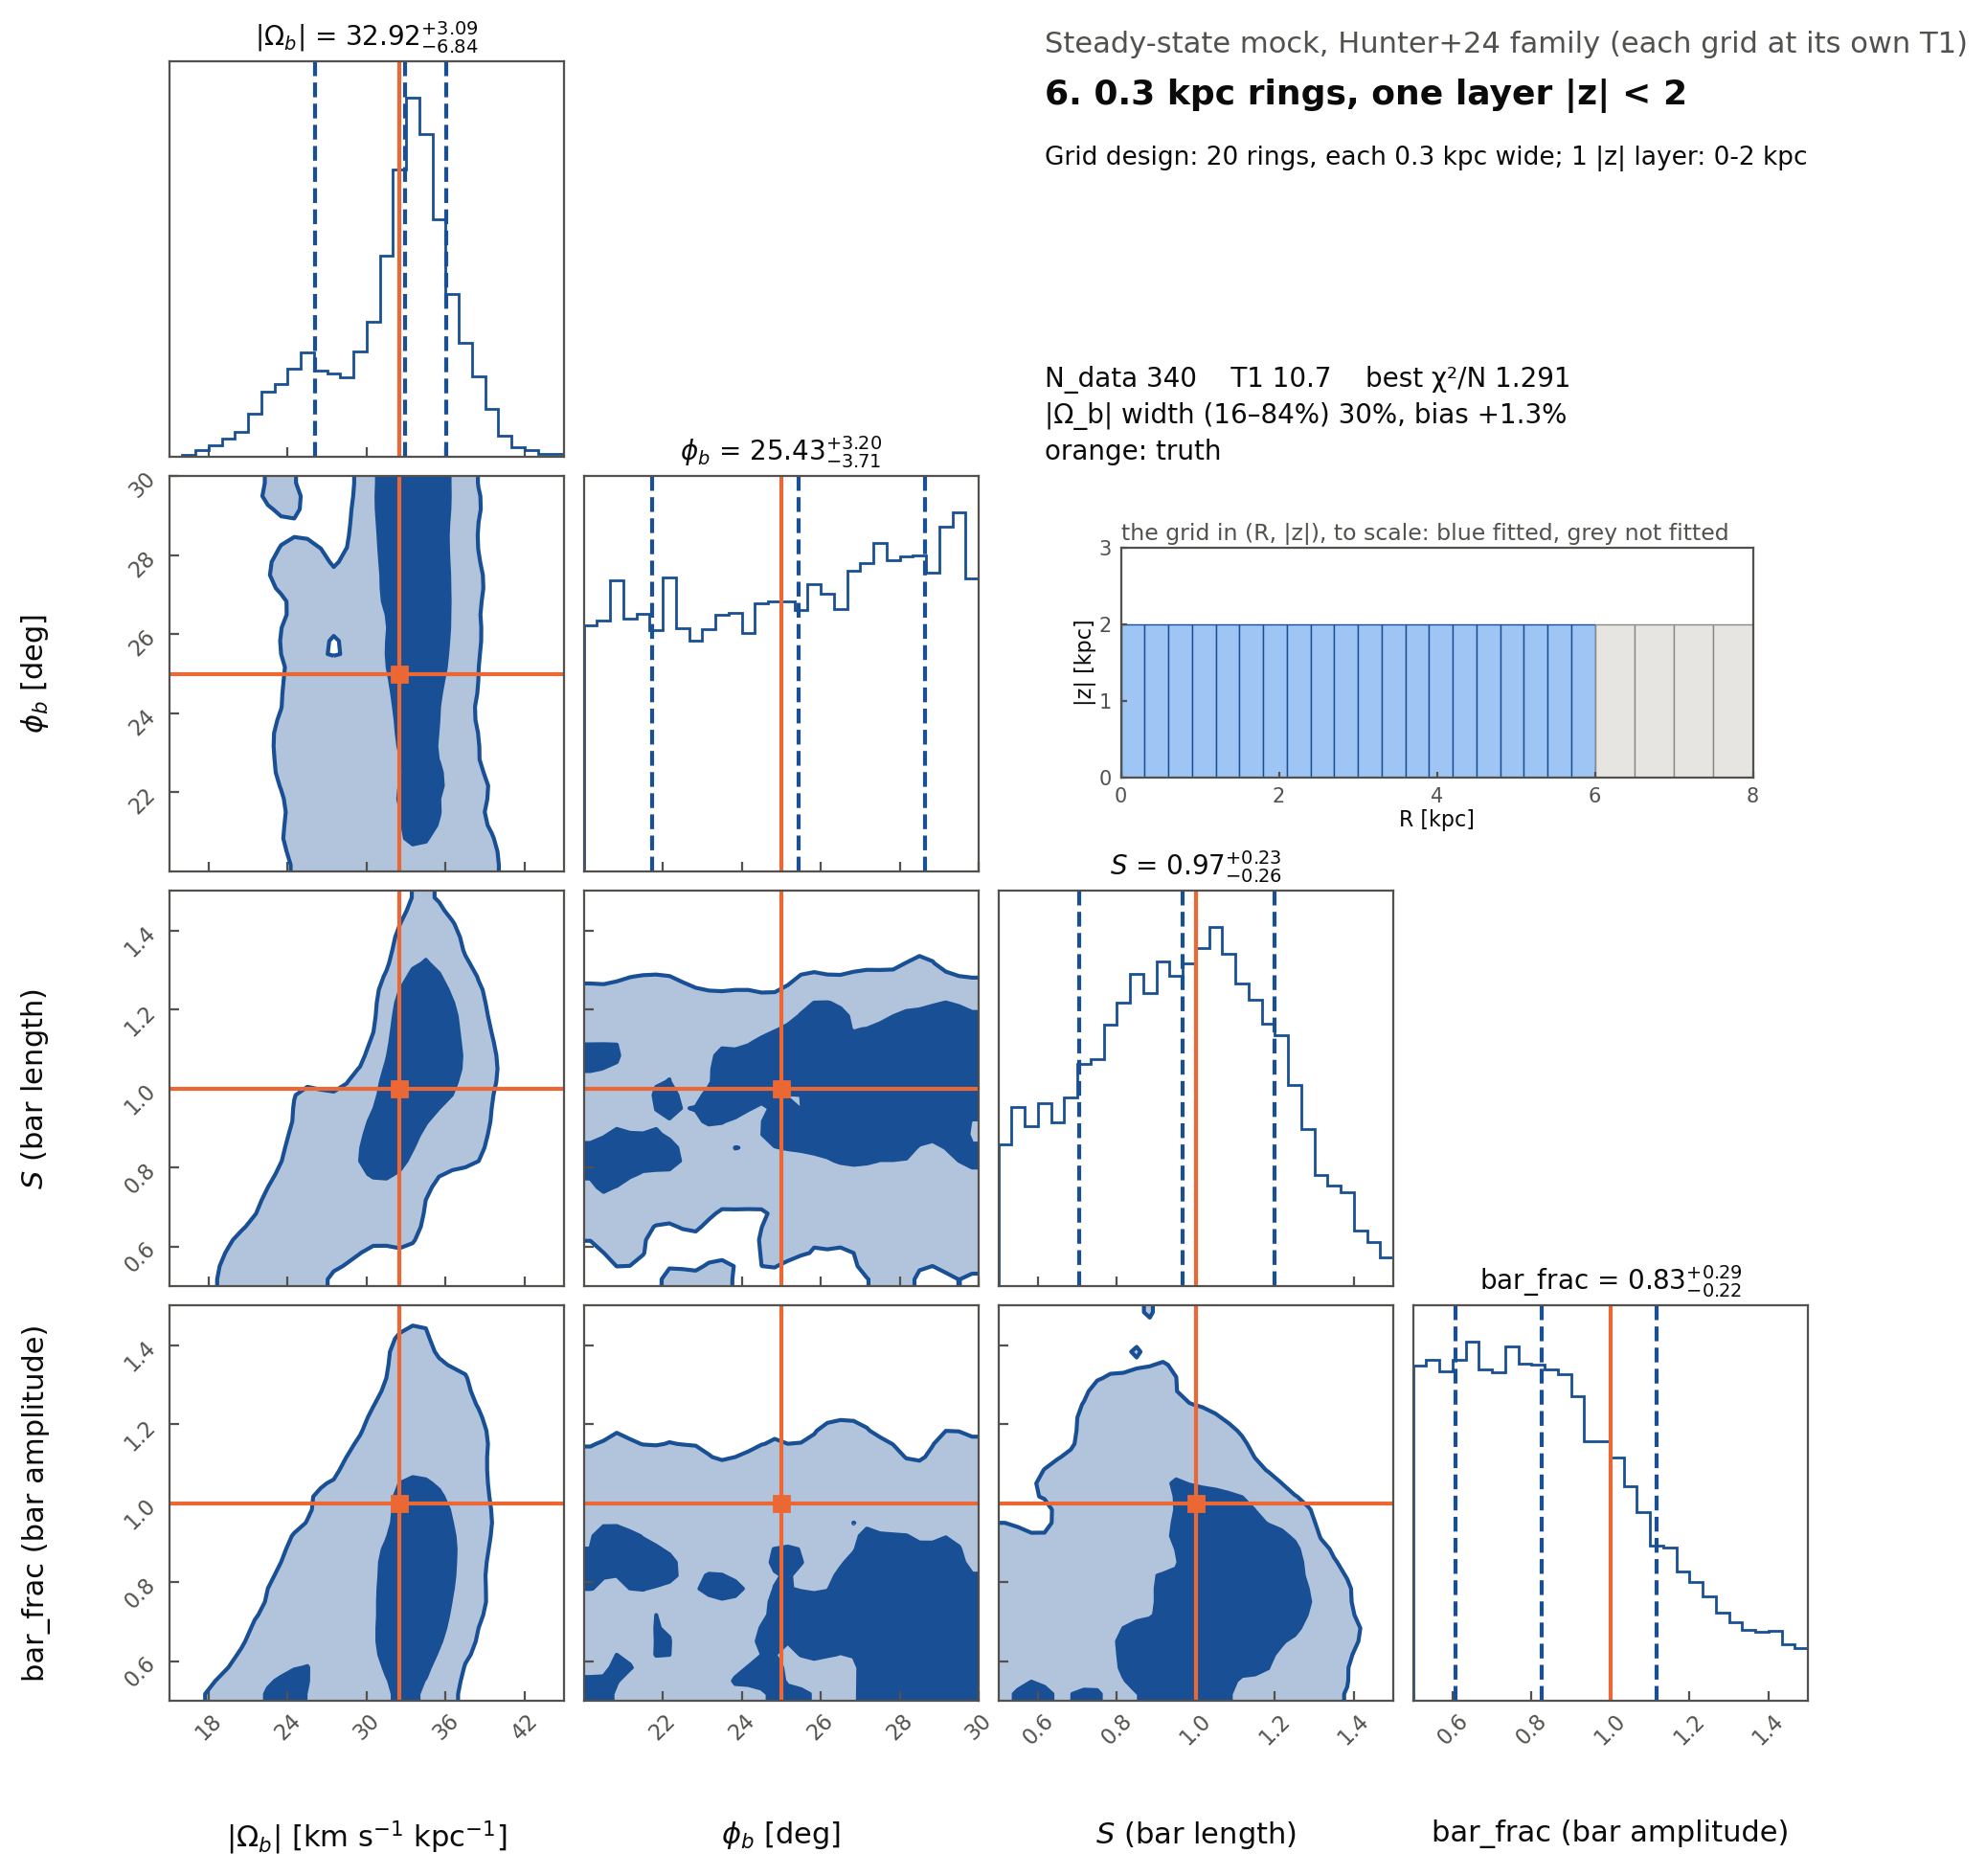 |Ω_b| = 32.92^{+3.09}_{−6.84}
Steady-state mock, Hunter+24 family (each grid at its own T1)
6. 0.3 kpc rings, one layer |z| < 2
Grid design: 20 rings, each 0.3 kpc wide; 1 |z| layer: 0-2 kpc
N_data 340 T1 10.7 best χ²/N 1.291
|Ω_b| width (16–84%) 30%, bias +1.3%
orange: truth
ϕ_b = 25.43^{+3.20}_{−3.71}
30
28
26
24
22
ϕ_b [deg]
the grid in (R, |z|), to scale: blue fitted, grey not fitted
3
2
1
0
|z| [kpc]
0 2 4 6 8
R [kpc]
S = 0.97^{+0.23}_{−0.26}
1.4
1.2
1.0
0.8
0.6
S (bar length)
bar_frac = 0.83^{+0.29}_{−0.22}
1.4
1.2
1.0
0.8
0.6
bar_frac (bar amplitude)
18 24 30 36 42
22 24 26 28 30
0.6 0.8 1.0 1.2 1.4
0.6 0.8 1.0 1.2 1.4
|Ω_b| [km s⁻¹ kpc⁻¹]
ϕ_b [deg]
S (bar length)
bar_frac (bar amplitude)